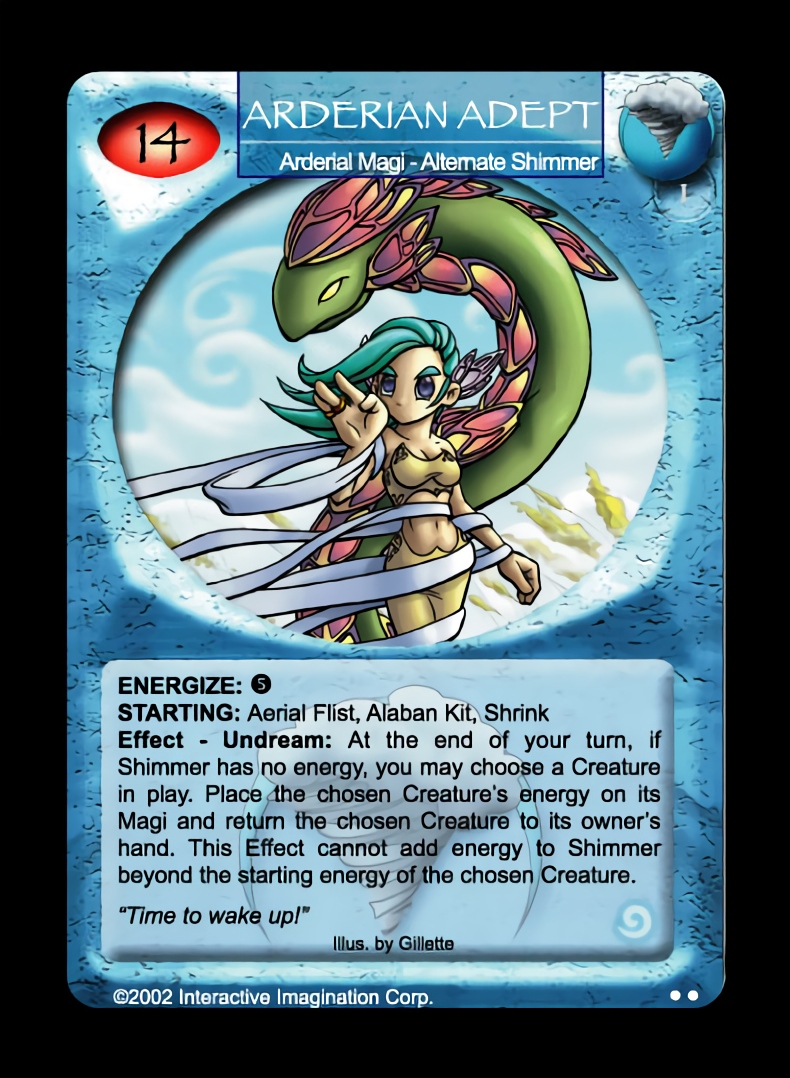 14
ARDERIAN ADEPT
Arderial Magi - Alternate Shimmer
1
ENERGIZE: 5
STARTING: Aerial Flist, Alaban Kit, Shrink
Effect - Undream: At the end of your turn, if
Shimmer has no energy, you may choose a Creature
in play. Place the chosen Creature's energy on its
Magi and return the chosen Creature to its owner's
hand. This Effect cannot add energy to Shimmer
beyond the starting energy of the chosen Creature.
"Time to wake up!"
Illus. by Gillette
©2002 Interactive Imagination Corp.